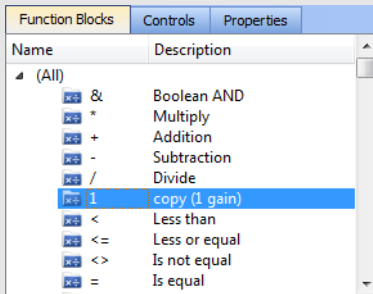 Function Blocks Controls Properties
Name Description
(All)
& Boolean AND
* Multiply
+ Addition
- Subtraction
/ Divide
1 copy (1 gain)
< Less than
<= Less or equal
<> Is not equal
= Is equal